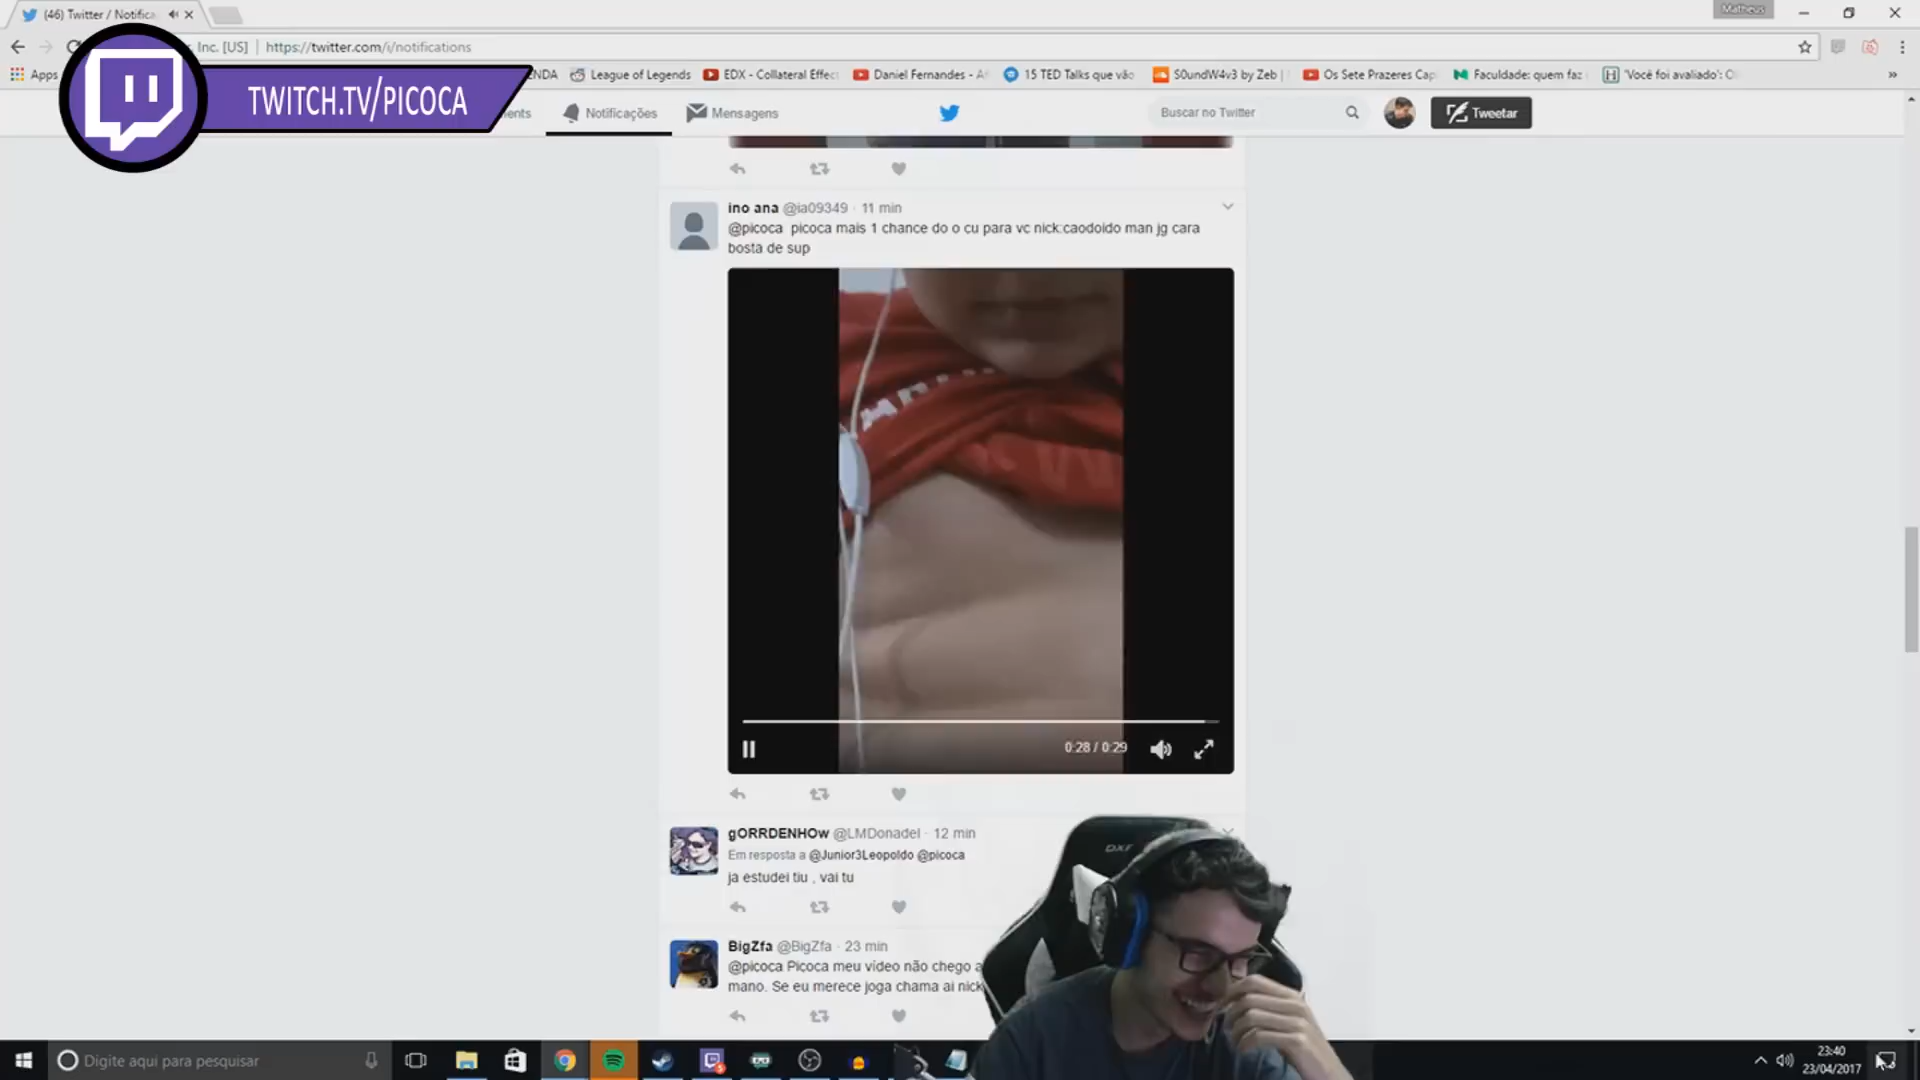 (46) Twitter / Notifica
Matheus
Inc. [US] | https://twitter.com/i/notifications
Apps
ENDA
League of Legends
EDX - Collateral Effec
Daniel Fernandes - A
15 TED Talks que vão
S0undW4v3 by Zeb |
Os Sete Prazeres Cap
Faculdade: quem faz
'Você foi avaliado': O
»
TWITCH.TV/PICOCA
ents
Notificações
Mensagens
Buscar no Twitter
Tweetar
ino ana @ia09349 · 11 min
@picoca picoca mais 1 chance do o cu para vc nick:caodoido man jg cara
bosta de sup
0:28 / 0:29
gORRDENHOw @LMDonadel · 12 min
Em resposta a @Junior3Leopoldo @picoca
ja estudei tiu , vai tu
BigZfa @BigZfa · 23 min
@picoca Picoca meu vídeo não chego a
mano. Se eu merece joga chama ai nick
Digite aqui para pesquisar
23:40
23/04/2017